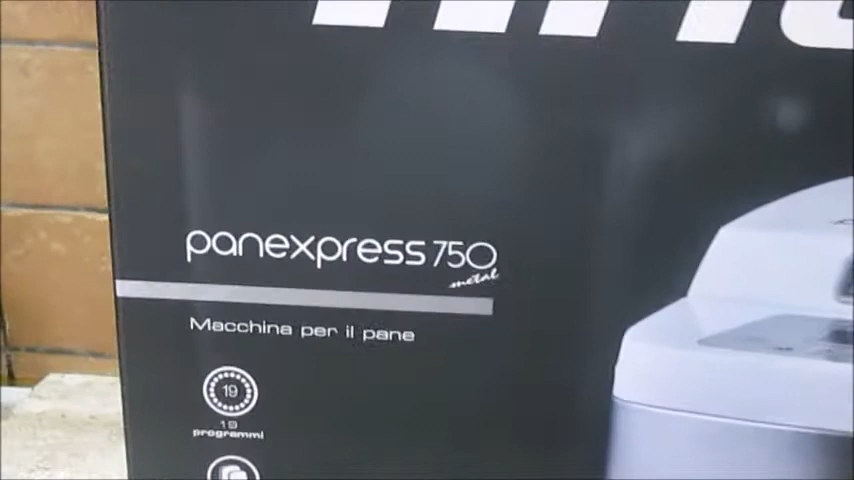 panexpress 750
metal
Macchina per il pane
19
19
programmi